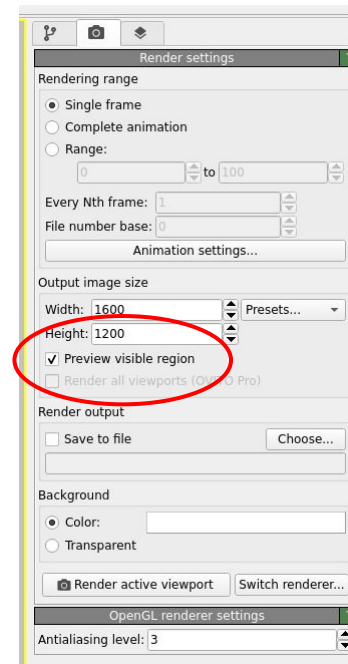 Render settings
Rendering range
Single frame
Complete animation
Range:
0 to 100
Every Nth frame: 1
File number base: 0
Animation settings...
Output image size
Width: 1600 Presets...
Height: 1200
Preview visible region
Render all viewports (OVITO Pro)
Render output
Save to file Choose...
Background
Color:
Transparent
Render active viewport Switch renderer...
OpenGL renderer settings
Antialiasing level: 3